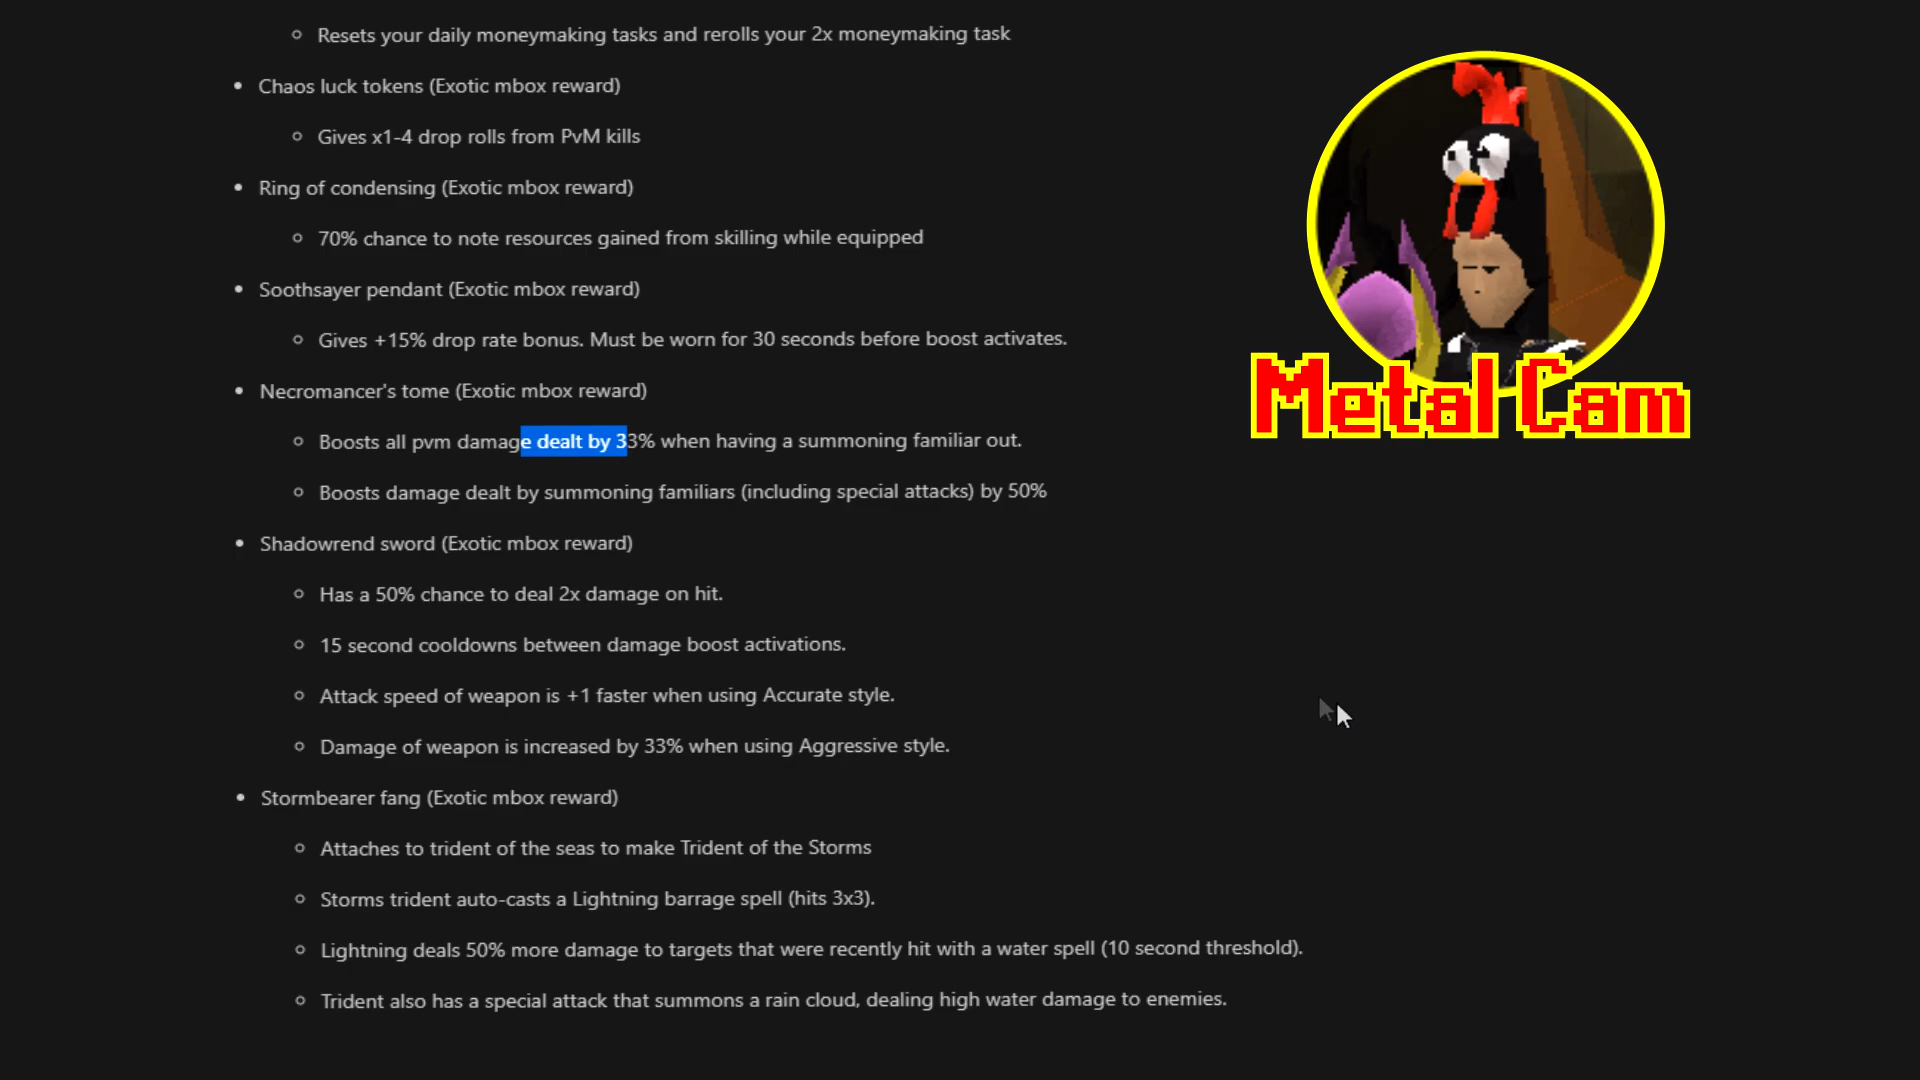 Resets your daily moneymaking tasks and rerolls your 2x moneymaking task
Chaos luck tokens (Exotic mbox reward)
Gives x1-4 drop rolls from PvM kills
Ring of condensing (Exotic mbox reward)
70% chance to note resources gained from skilling while equipped
Soothsayer pendant (Exotic mbox reward)
Gives +15% drop rate bonus. Must be worn for 30 seconds before boost activates.
Necromancer's tome (Exotic mbox reward)
Boosts all pvm damage dealt by 33% when having a summoning familiar out.
Boosts damage dealt by summoning familiars (including special attacks) by 50%
Shadowrend sword (Exotic mbox reward)
Has a 50% chance to deal 2x damage on hit.
15 second cooldowns between damage boost activations.
Attack speed of weapon is +1 faster when using Accurate style.
Damage of weapon is increased by 33% when using Aggressive style.
Stormbearer fang (Exotic mbox reward)
Attaches to trident of the seas to make Trident of the Storms
Storms trident auto-casts a Lightning barrage spell (hits 3x3).
Lightning deals 50% more damage to targets that were recently hit with a water spell (10 second threshold).
Trident also has a special attack that summons a rain cloud, dealing high water damage to enemies.
Metal Cam